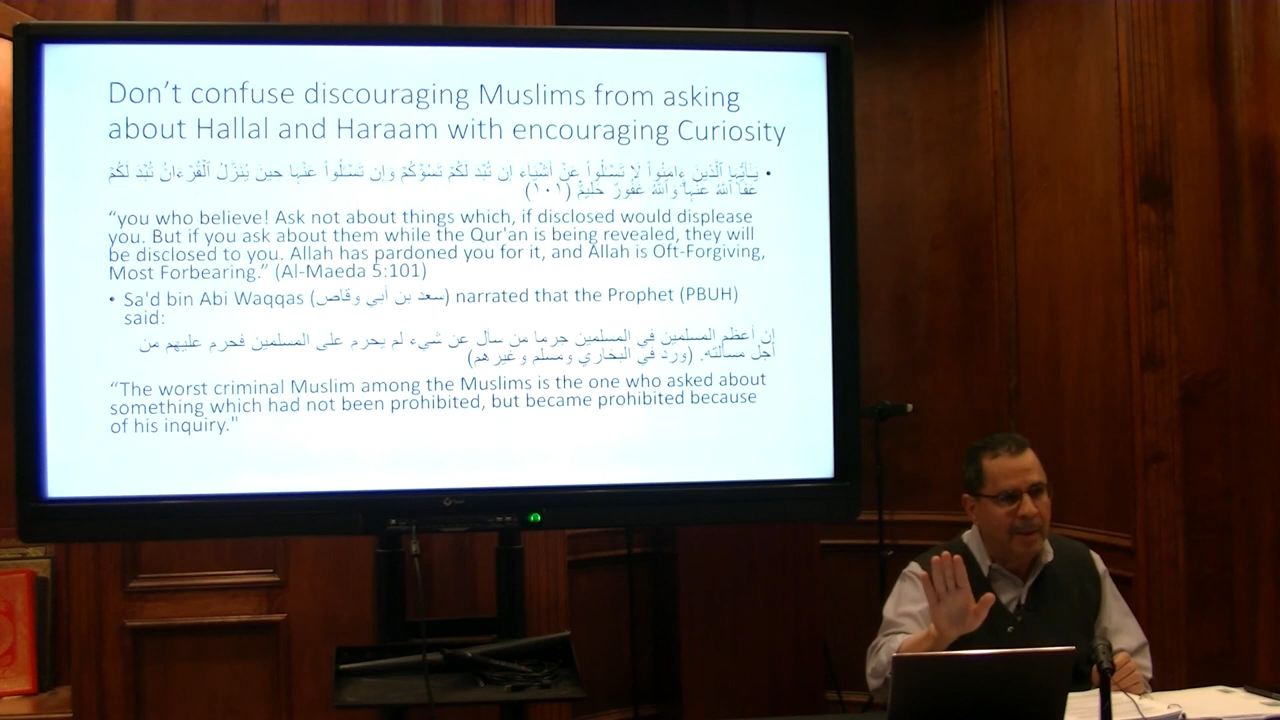 Don't confuse discouraging Muslims from asking
about Hallal and Haraam with encouraging Curiosity
• يَـٰٓأَيُّهَا ٱلَّذِينَ ءَامَنُواْ لَا تَسۡـَٔلُواْ عَنۡ أَشۡيَآءَ إِن تُبۡدَ لَكُمۡ تَسُؤۡكُمۡ وَإِن تَسۡـَٔلُواْ عَنۡهَا حِينَ يُنَزَّلُ ٱلۡقُرۡءَانُ تُبۡدَ لَكُمۡ
عَفَا ٱللَّهُ عَنۡهَاۗ وَٱللَّهُ غَفُورٌ حَلِيمٌ (١٠١)
“you who believe! Ask not about things which, if disclosed would displease
you. But if you ask about them while the Qur'an is being revealed, they will
be disclosed to you. Allah has pardoned you for it, and Allah is Oft-Forgiving,
Most Forbearing.” (Al-Maeda 5:101)
• Sa'd bin Abi Waqqas (سعد بن أبي وقاص) narrated that the Prophet (PBUH)
said:
إن أعظم المسلمين في المسلمين جرما من سأل عن شيء لم يحرم على المسلمين فحرم عليهم من
أجل مسألته. (ورد في البخاري ومسلم وغيرهم)
“The worst criminal Muslim among the Muslims is the one who asked about
something which had not been prohibited, but became prohibited because
of his inquiry."